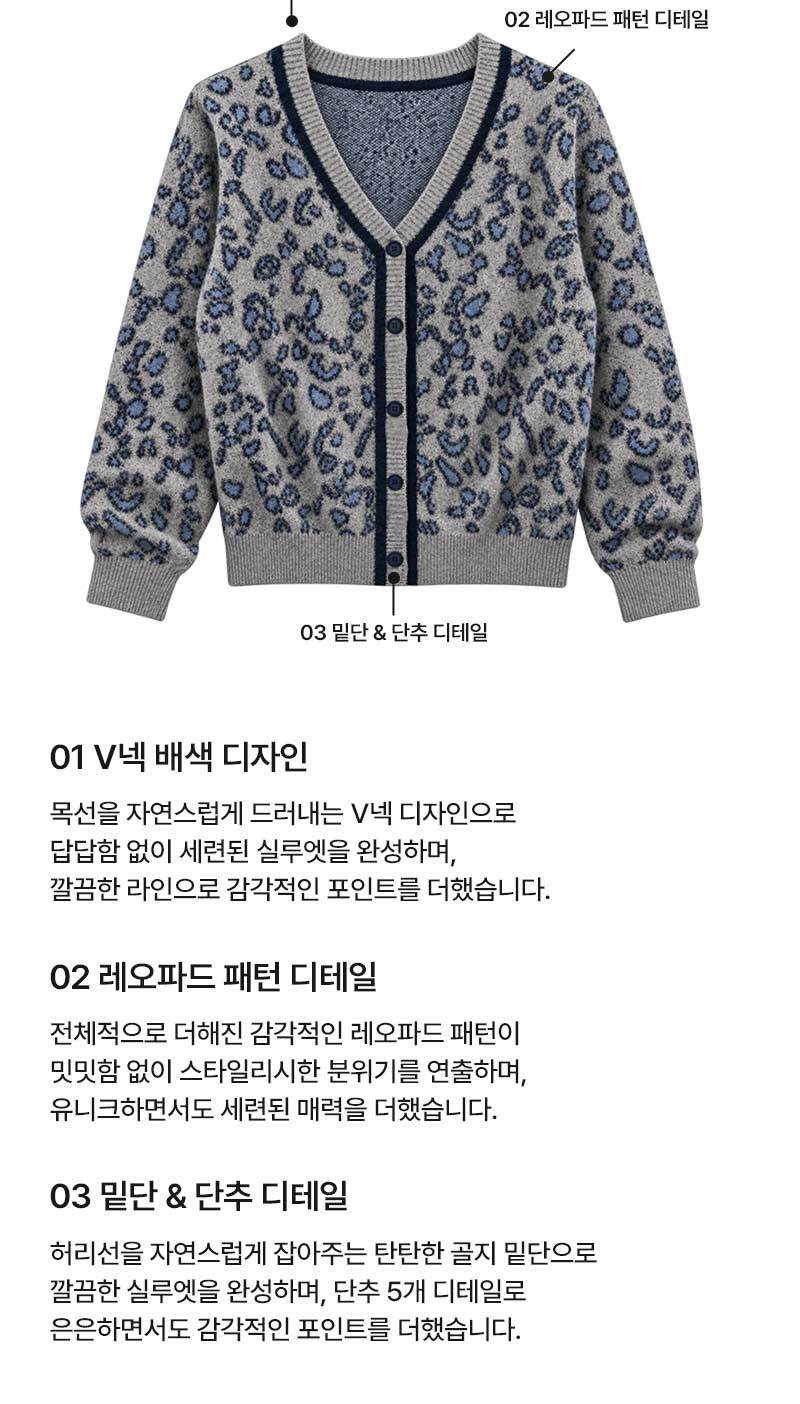 02 레오파드 패턴 디테일
03 밑단 & 단추 디테일
01 V넥 배색 디자인
목선을 자연스럽게 드러내는 V넥 디자인으로
답답함 없이 세련된 실루엣을 완성하며,
깔끔한 라인으로 감각적인 포인트를 더했습니다.
02 레오파드 패턴 디테일
전체적으로 더해진 감각적인 레오파드 패턴이
밋밋함 없이 스타일리시한 분위기를 연출하며,
유니크하면서도 세련된 매력을 더했습니다.
03 밑단 & 단추 디테일
허리선을 자연스럽게 잡아주는 탄탄한 골지 밑단으로
깔끔한 실루엣을 완성하며, 단추 5개 디테일로
은은하면서도 감각적인 포인트를 더했습니다.